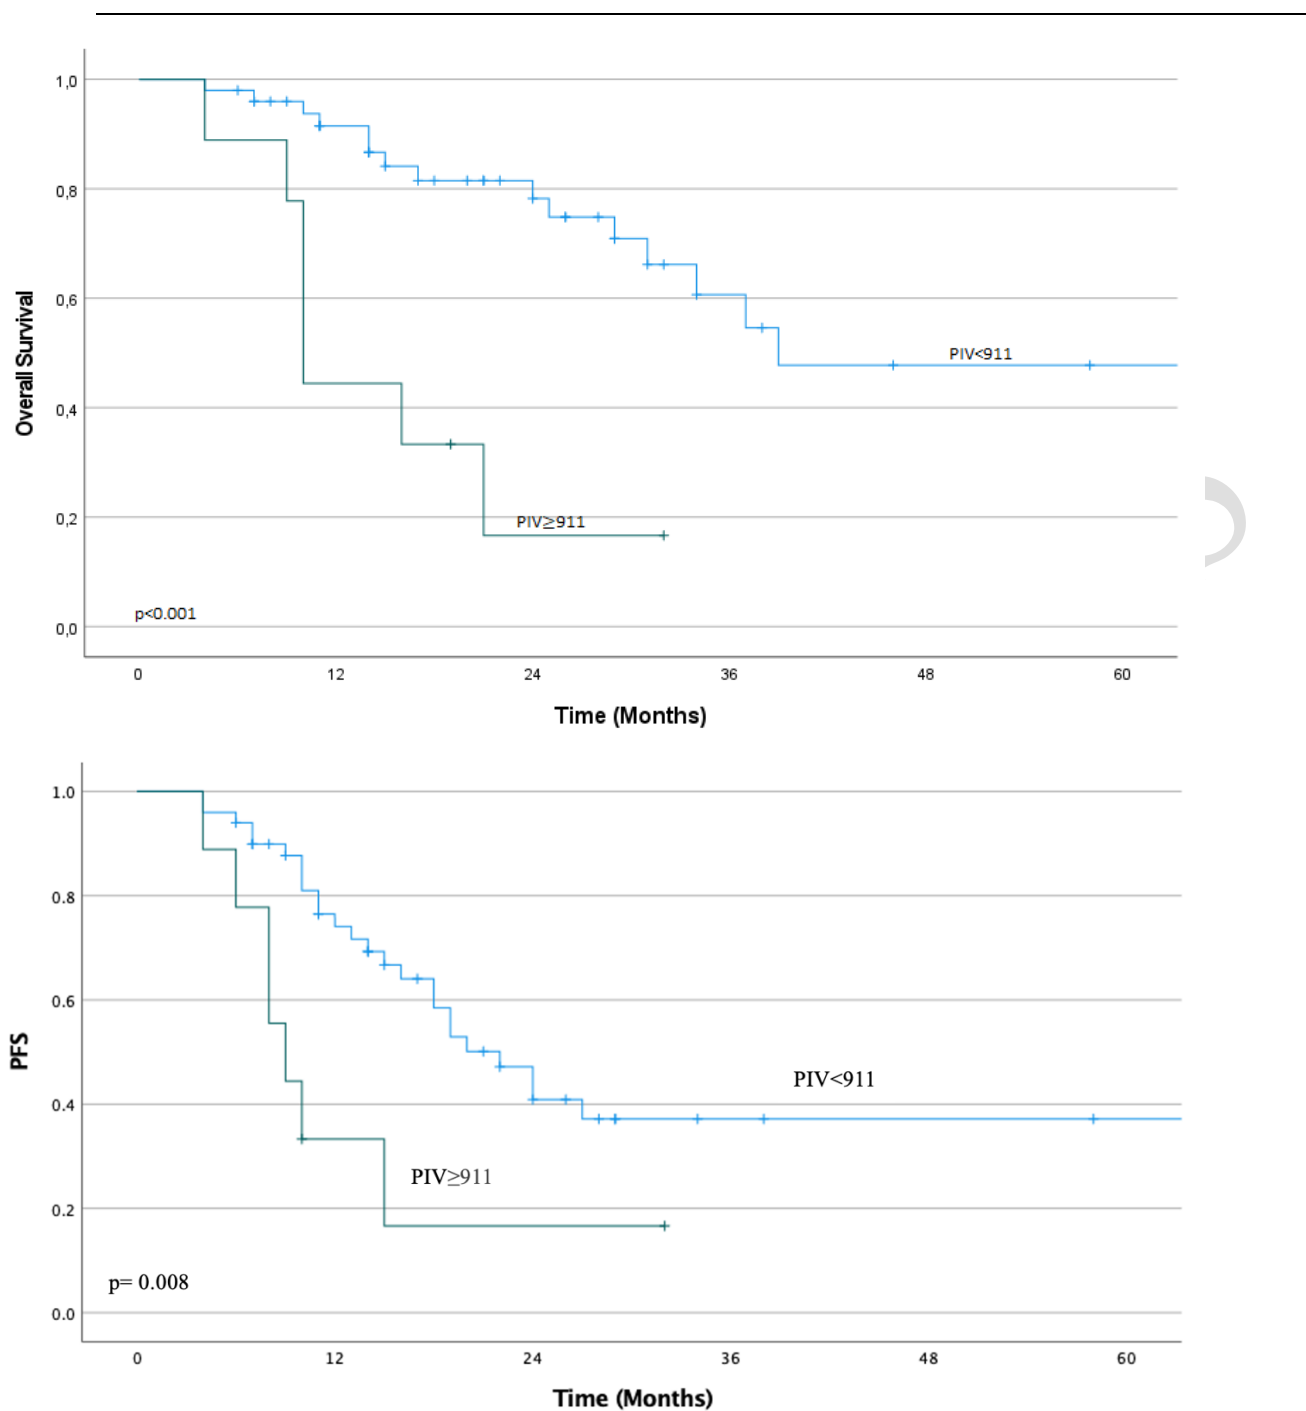 1,0
0,8
0,6
0,4
0,2
0,0
Overall Survival
PIV<911
PIV≥911
p<0.001
0 12 24 36 48 60
Time (Months)
1.0
0.8
0.6
0.4
0.2
0.0
PFS
PIV<911
PIV≥911
p= 0.008
0 12 24 36 48 60
Time (Months)